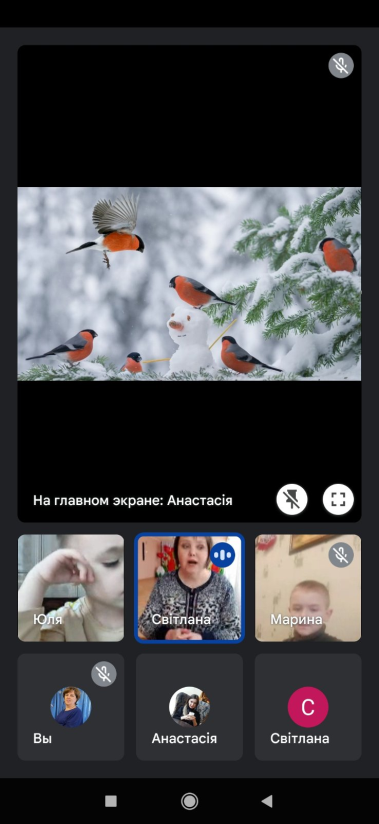 На главном экране: Анастасія
Юля
Світлана
Марина
Вы
Анастасія
С
Світлана